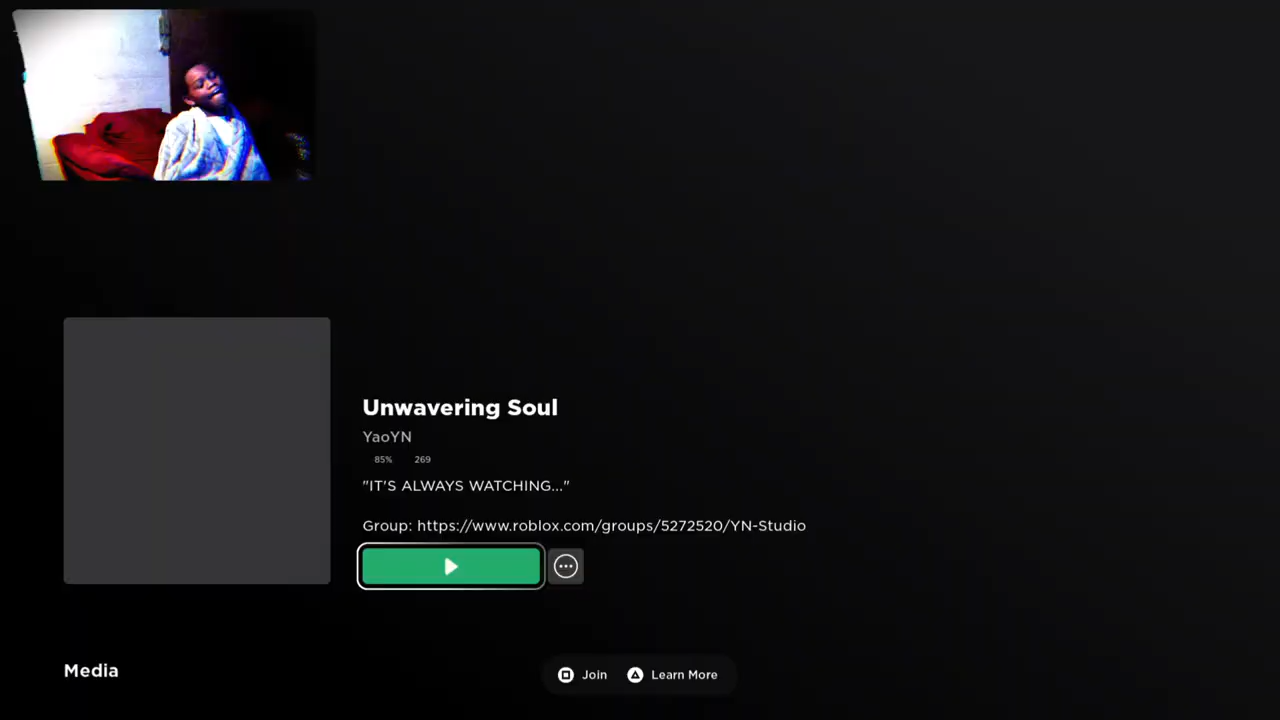 Unwavering Soul
YaoYN
85% 269
"IT'S ALWAYS WATCHING..."
Group: https://www.roblox.com/groups/5272520/YN-Studio
Media
Join Learn More